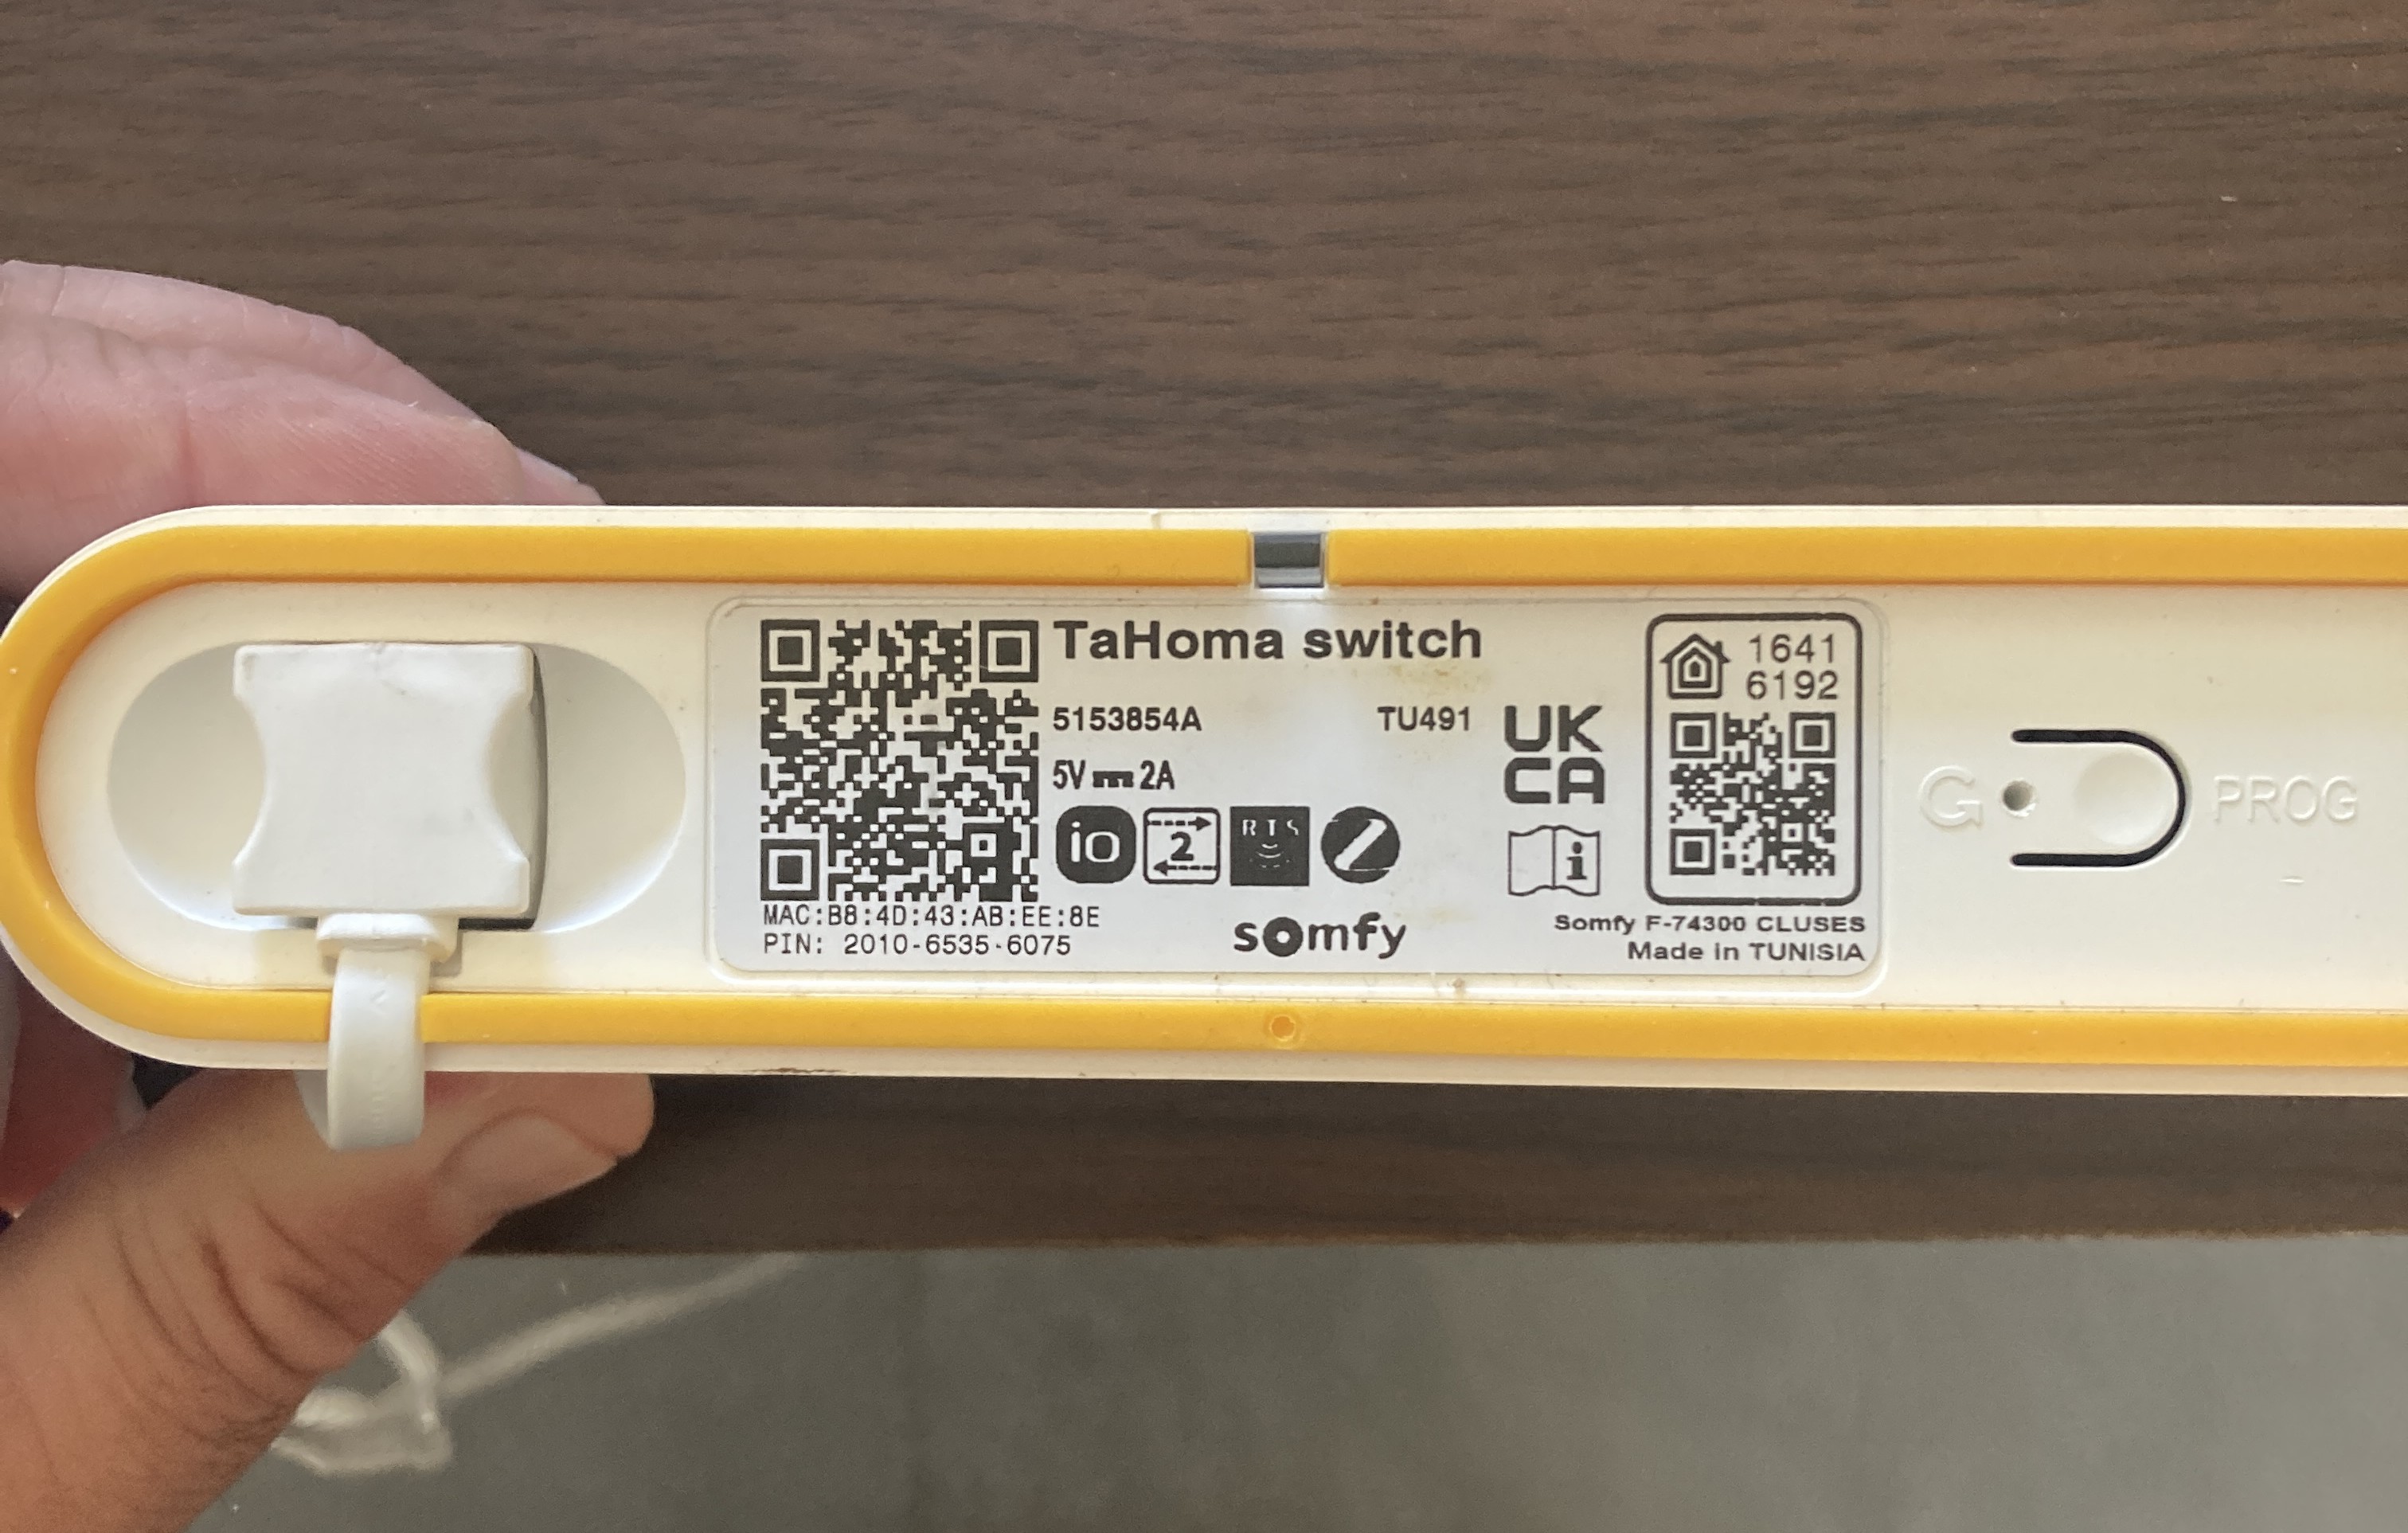 TaHoma switch
5153854A
TU491
5V ⎓ 2A
io
2
RTS
UK
CA
i
MAC:B8:4D:43:AB:EE:8E
PIN: 2010-6535-6075
somfy
1641
6192
Somfy F-74300 CLUSES
Made in TUNISIA
G
PROG